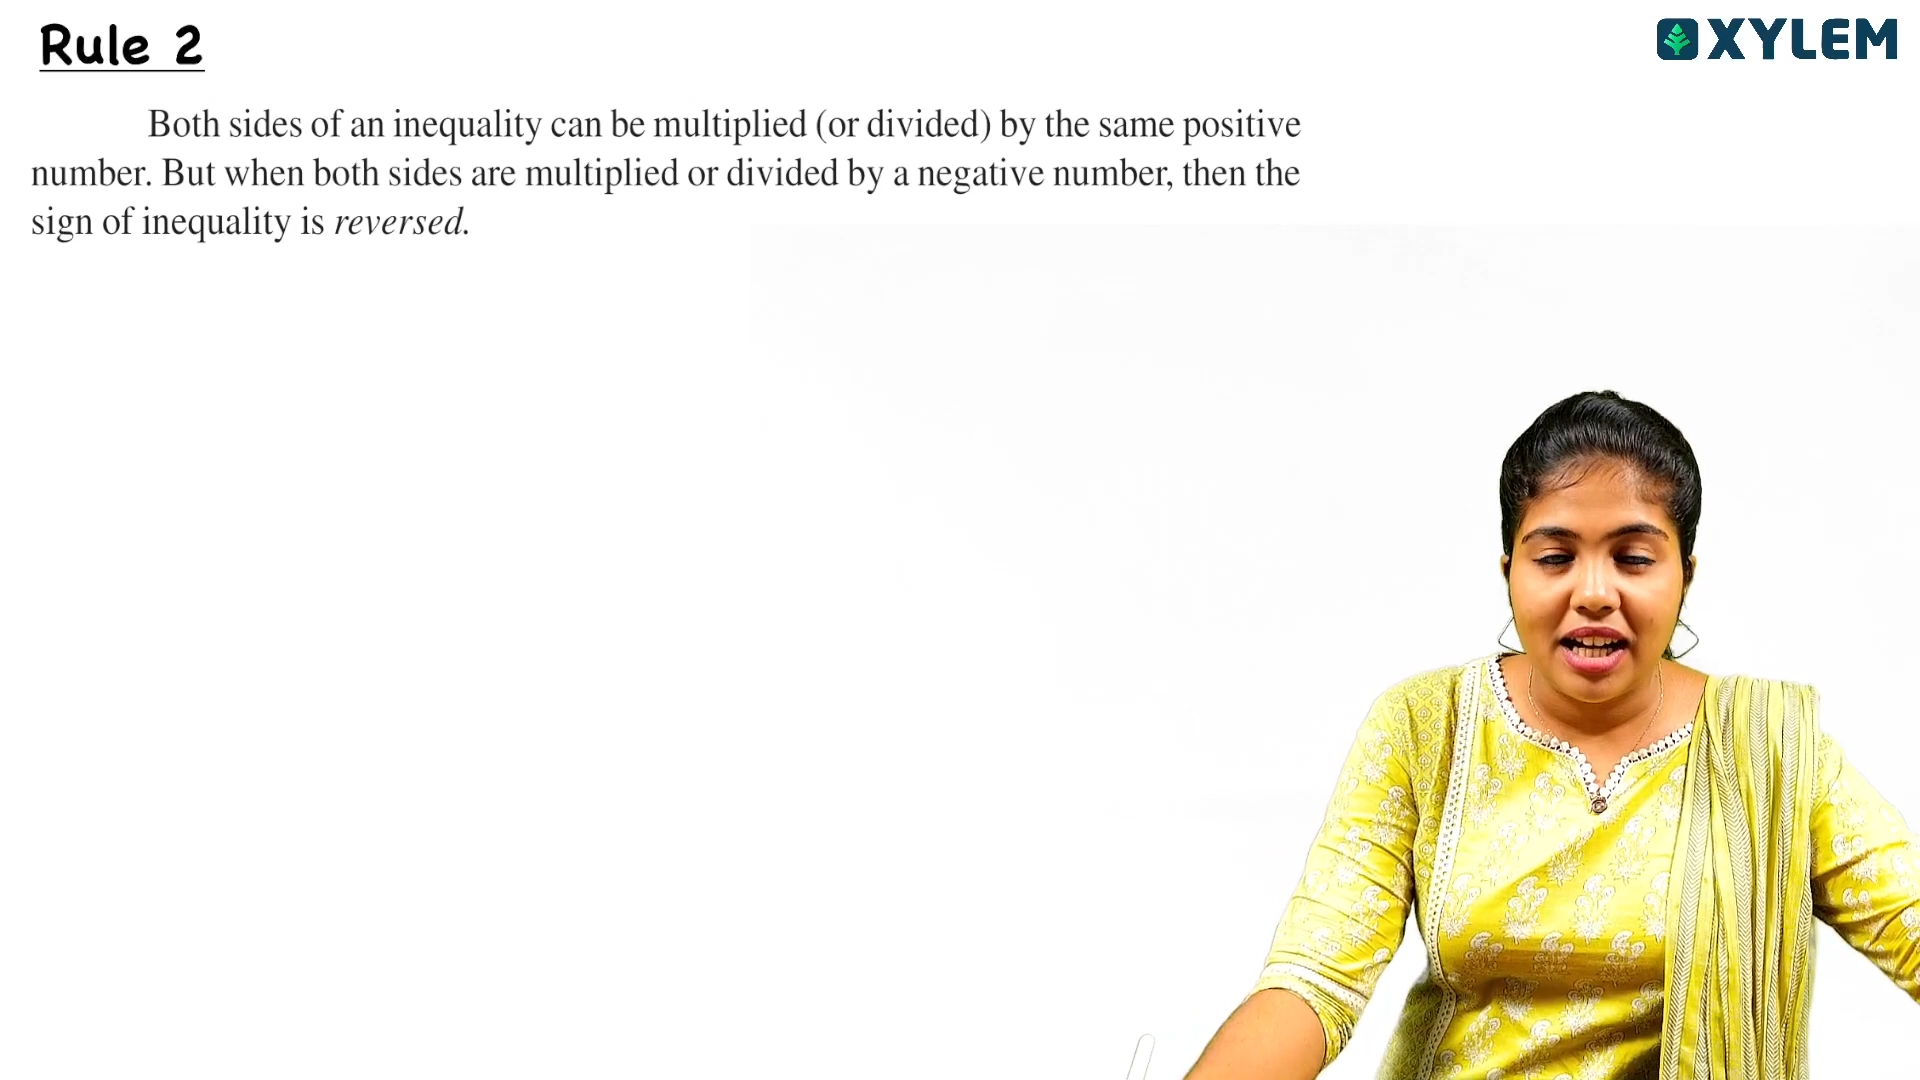 Rule 2
XYLEM
Both sides of an inequality can be multiplied (or divided) by the same positive
number. But when both sides are multiplied or divided by a negative number, then the
sign of inequality is reversed.